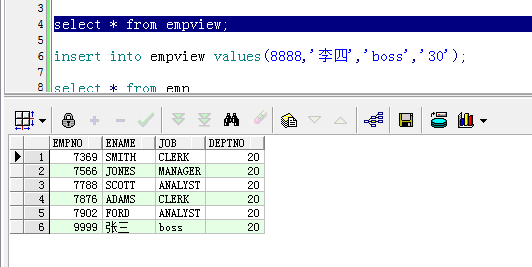 3
4 select * from empview;
5
6 insert into empview values(8888,'李四','boss','30');
7
8 select * from emp
EMPNO ENAME JOB DEPTNO
1 7369 SMITH CLERK 20
2 7566 JONES MANAGER 20
3 7788 SCOTT ANALYST 20
4 7876 ADAMS CLERK 20
5 7902 FORD ANALYST 20
6 9999 张三 boss 20